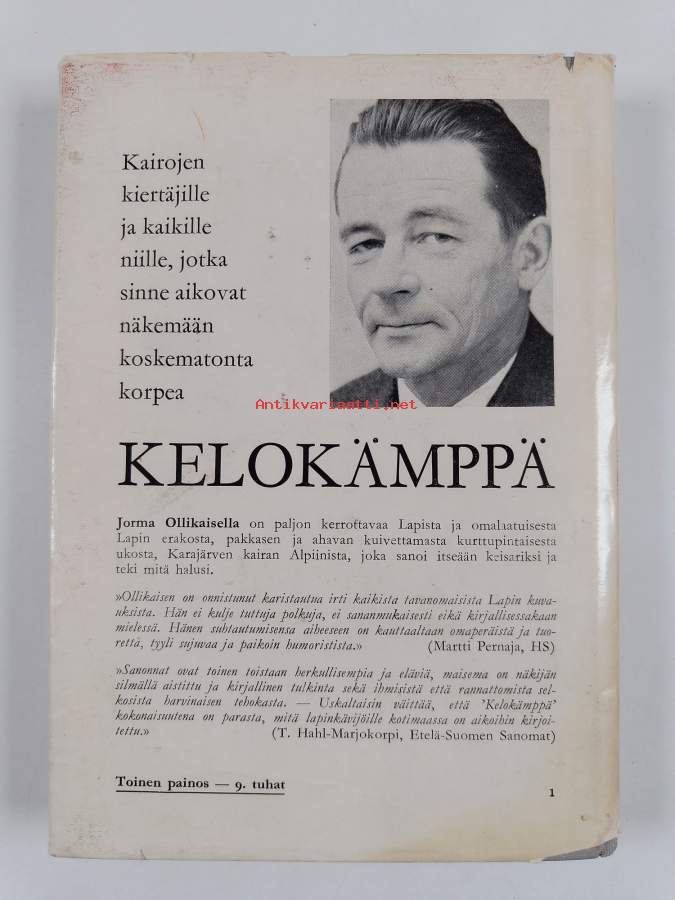 Kairojen
kiertäjille
ja kaikille
niille, jotka
sinne aikovat
näkemään
koskematonta
korpea
Antikvariaatti.net
KELOKÄMPPÄ
Jorma Ollikaisella on paljon kerrottavaa Lapista ja omalaatuisesta
Lapin erakosta, pakkasen ja ahavan kuivettamasta kurttupintaisesta
ukosta, Karajärven kairan Alpiinista, joka sanoi itseään keisariksi ja
teki mitä halusi.
»Ollikaisen on onnistunut karistautua irti kaikista tavanomaisista Lapin kuva-
uksista. Hän ei kulje tuttuja polkuja, ei sananmukaisesti eikä kirjallisessakaan
mielessä. Hänen suhtautumisensa aiheeseen on kauttaaltaan omaperäistä ja tuo-
rettä, tyyli sujuvaa ja paikoin humoristista.» (Martti Pernaja, HS)
»Sanonnat ovat toinen toistaan herkullisempia ja eläviä, maisema on näkijän
silmällä aistittu ja kirjallinen tulkinta sekä ihmisistä että rannattomista sel-
kosista harvinaisen tehokasta. — Uskaltaisin väittää, että 'Kelokämppä'
kokonaisuutena on parasta, mitä lapinkävijöille kotimaassa on aikoihin kirjoi-
tettu.» (T. Hahl-Marjokorpi, Etelä-Suomen Sanomat)
Toinen painos — 9. tuhat
1